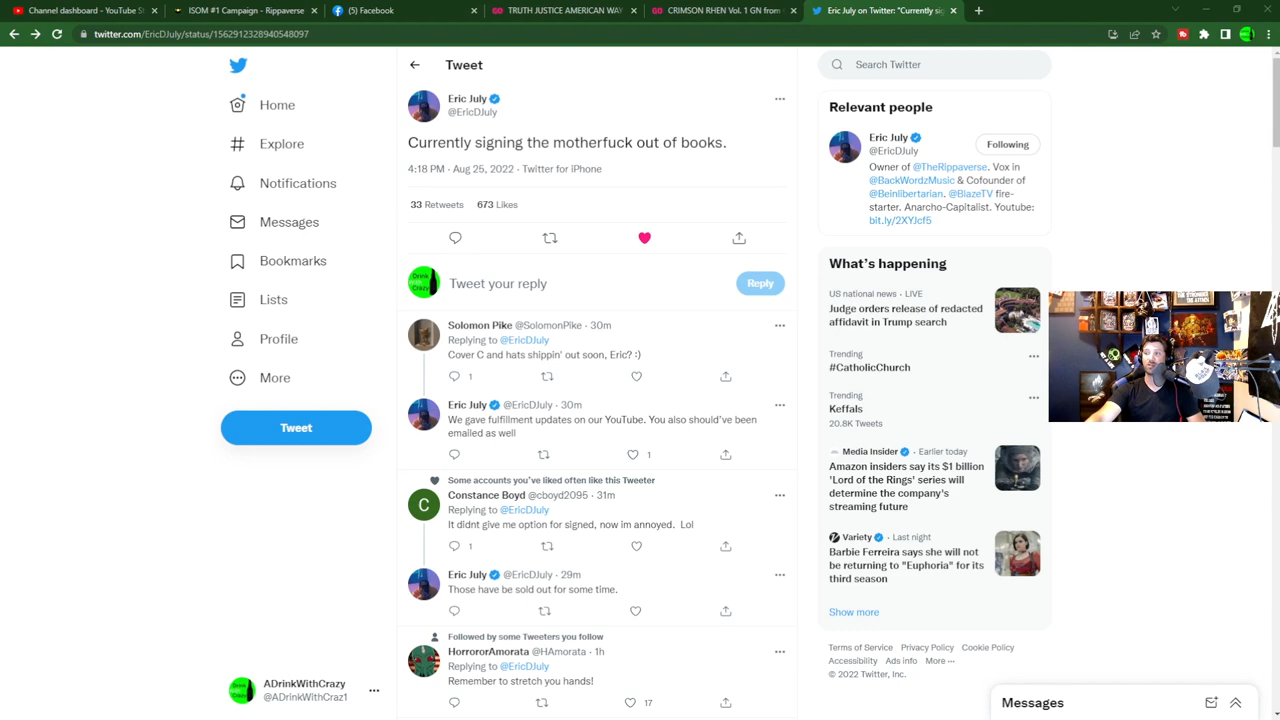 Channel dashboard - YouTube S
ISOM #1 Campaign - Rippaverse
(5) Facebook
TRUTH JUSTICE AMERICAN WAY
CRIMSON RHEN Vol. 1 GN from
Eric July on Twitter: "Currently sig
twitter.com/EricDJuly/status/1562912328940548097
Home
Explore
Notifications
Messages
Bookmarks
Lists
Profile
More
Tweet
ADrinkWithCrazy
@ADrinkWithCraz1
Tweet
Eric July
@EricDJuly
Currently signing the motherfuck out of books.
4:18 PM · Aug 25, 2022 · Twitter for iPhone
33 Retweets 673 Likes
Drink
With
Crazy
Tweet your reply
Reply
Solomon Pike @SolomonPike · 30m
Replying to @EricDJuly
Cover C and hats shippin' out soon, Eric? :)
1
Eric July @EricDJuly · 30m
We gave fulfillment updates on our YouTube. You also should've been
emailed as well
1
Some accounts you've liked often like this Tweeter
C
Constance Boyd @cboyd2095 · 31m
Replying to @EricDJuly
It didnt give me option for signed, now im annoyed. Lol
1
Eric July @EricDJuly · 29m
Those have be sold out for some time.
Followed by some Tweeters you follow
HorrororAmorata @HAmorata · 1h
Replying to @EricDJuly
Remember to stretch you hands!
17
Search Twitter
Relevant people
Eric July
@EricDJuly
Following
Owner of @TheRippaverse. Vox in
@BackWordzMusic & Cofounder of
@Beinlibertarian. @BlazeTV fire-
starter. Anarcho-Capitalist. Youtube:
bit.ly/2XYJcf5
What's happening
US national news · LIVE
Judge orders release of redacted
affidavit in Trump search
Trending
#CatholicChurch
Trending
Keffals
20.8K Tweets
Media Insider · Earlier today
Amazon insiders say its $1 billion
'Lord of the Rings' series will
determine the company's
streaming future
Variety · Last night
Barbie Ferreira says she will not
be returning to "Euphoria" for its
third season
Show more
Terms of Service Privacy Policy Cookie Policy
Accessibility Ads info More ···
© 2022 Twitter, Inc.
Messages